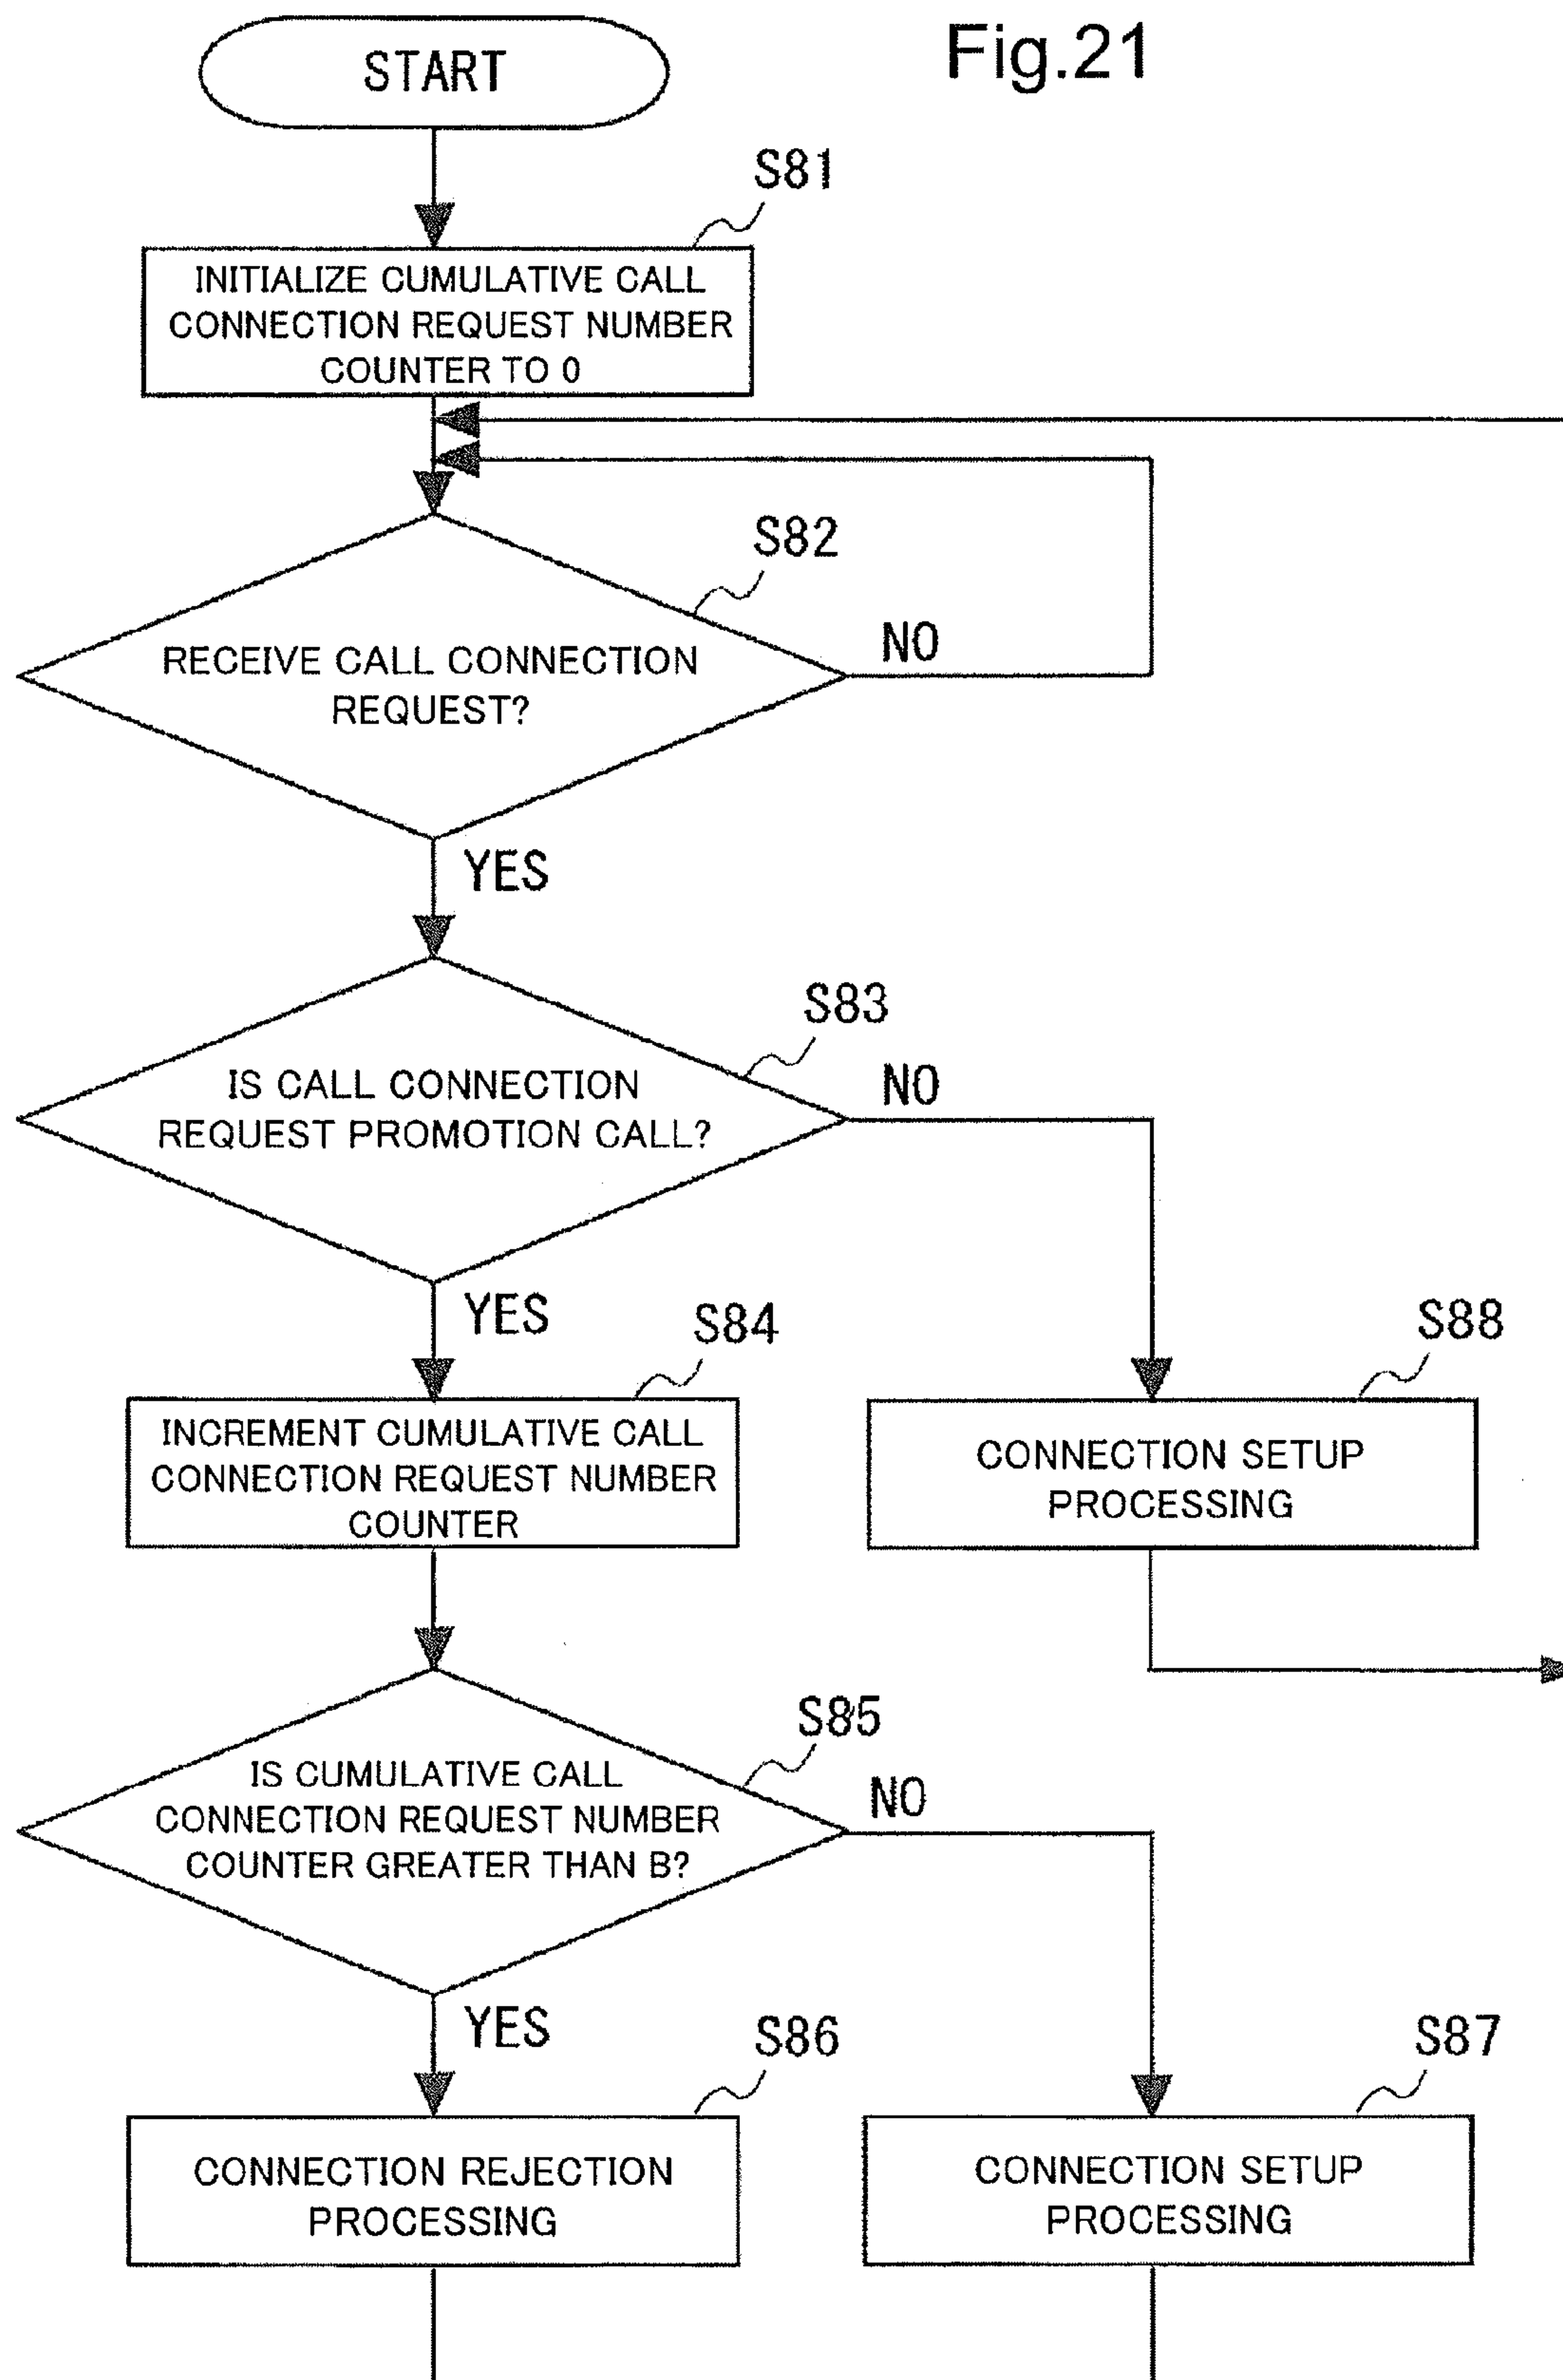 Fig.21
START
S81
INITIALIZE CUMULATIVE CALL
CONNECTION REQUEST NUMBER
COUNTER TO 0
S82
RECEIVE CALL CONNECTION
REQUEST?
NO
YES
S83
IS CALL CONNECTION
REQUEST PROMOTION CALL?
NO
YES
S84
INCREMENT CUMULATIVE CALL
CONNECTION REQUEST NUMBER
COUNTER
S88
CONNECTION SETUP
PROCESSING
S85
IS CUMULATIVE CALL
CONNECTION REQUEST NUMBER
COUNTER GREATER THAN B?
NO
YES
S86
CONNECTION REJECTION
PROCESSING
S87
CONNECTION SETUP
PROCESSING